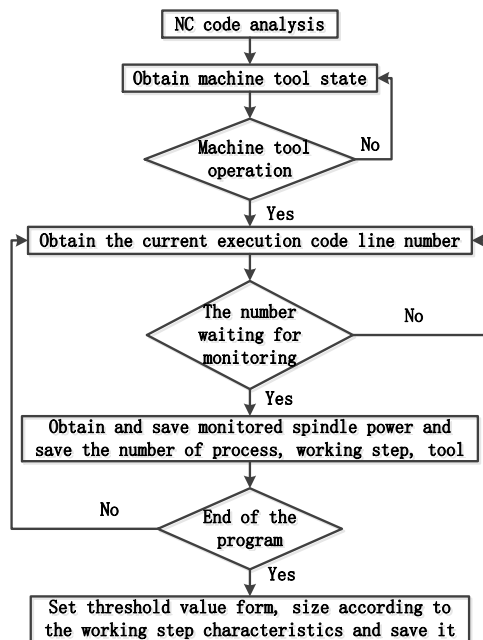 NC code analysis
Obtain machine tool state
Machine tool
operation
No
Yes
Obtain the current execution code line number
The number
waiting for
monitoring
No
Yes
Obtain and save monitored spindle power and
save the number of process, working step, tool
No
End of the
program
Yes
Set threshold value form, size according to
the working step characteristics and save it